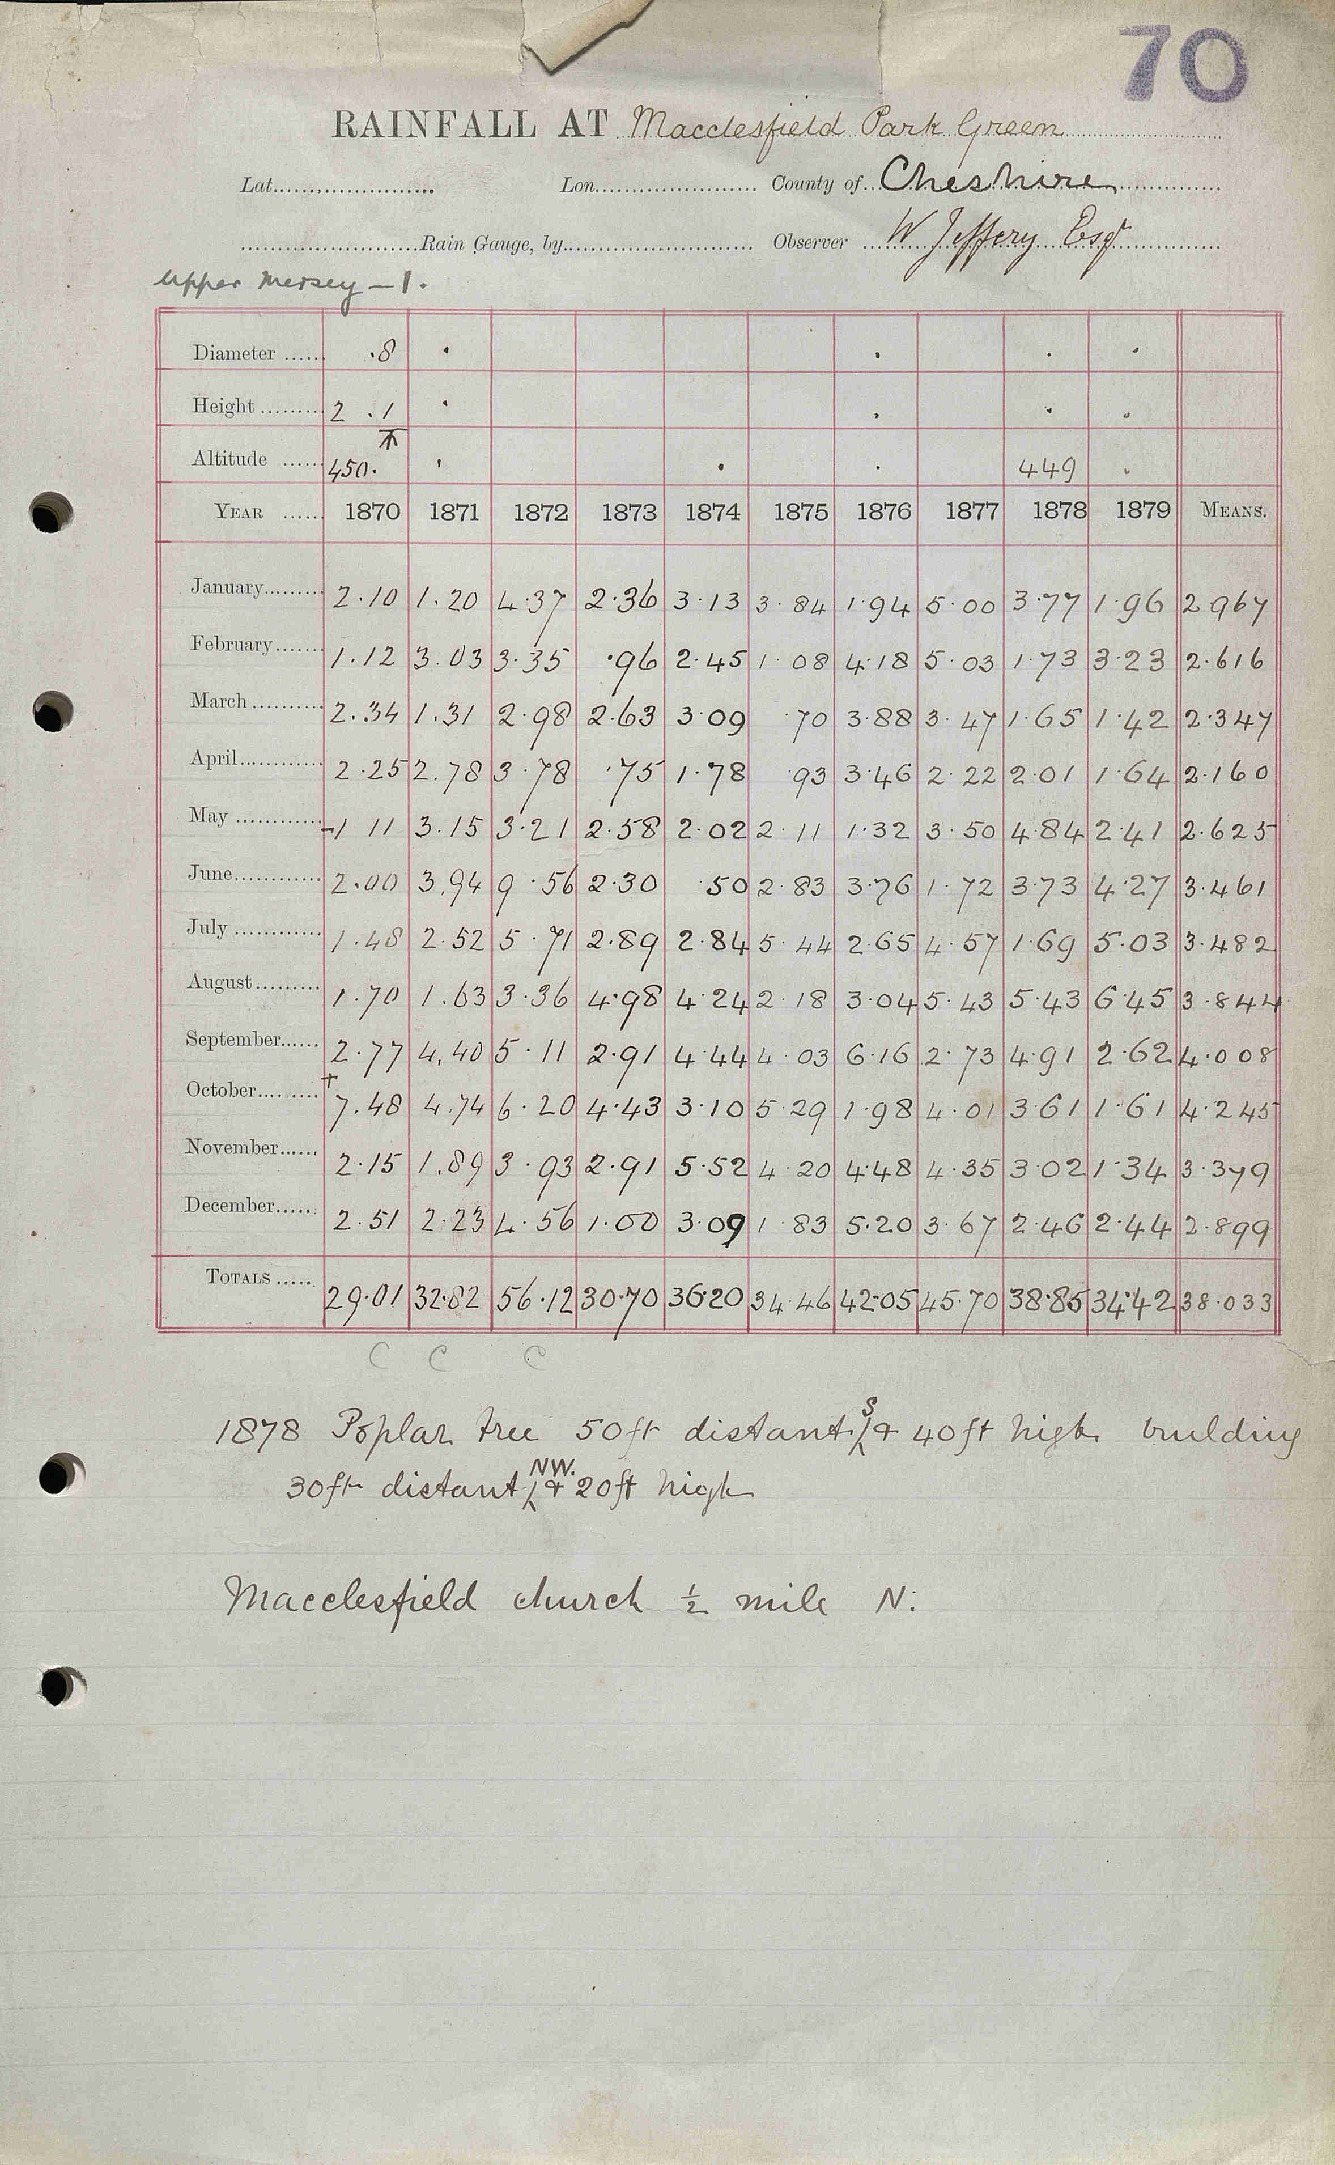 70
RAINFALL AT Macclesfield Park Green
Lat...................... Lon...................... County of Cheshire
......................Rain Gauge, by...................... Observer W Jeffery Esqr
Upper Mersey – 1.
Diameter ...... .8 . . . .
Height ......... 2 .1 . . . .
Altitude ...... 450. . . . 449 .
YEAR ...... 1870 1871 1872 1873 1874 1875 1876 1877 1878 1879 MEANS.
January......... 2.10 1.20 4.37 2.36 3.13 3.84 1.94 5.00 3.77 1.96 2.967
February....... 1.12 3.03 3.35 .96 2.45 1.08 4.18 5.03 1.73 3.23 2.616
March.......... 2.34 1.31 2.98 2.63 3.09 .70 3.88 3.47 1.65 1.42 2.347
April............ 2.25 2.78 3.78 .75 1.78 .93 3.46 2.22 2.01 1.64 2.160
May ............ 1 11 3.15 3.21 2.58 2.02 2.11 1.32 3.50 4.84 2.41 2.625
June............ 2.00 3.94 9.56 2.30 .50 2.83 3.76 1.72 3.73 4.27 3.461
July ............ 1.48 2.52 5.71 2.89 2.84 5.44 2.65 4.57 1.69 5.03 3.482
August......... 1.70 1.63 3.36 4.98 4.24 2.18 3.04 5.43 5.43 6.45 3.844
September...... 2.77 4.40 5.11 2.91 4.44 4.03 6.16 2.73 4.91 2.62 4.008
October......... +7.48 4.74 6.20 4.43 3.10 5.29 1.98 4.01 3.61 1.61 4.245
November...... 2.15 1.89 3.93 2.91 5.52 4.20 4.48 4.35 3.02 1.34 3.379
December...... 2.51 2.23 4.56 1.00 3.09 1.83 5.20 3.67 2.46 2.44 2.899
TOTALS ..... 29.01 32.82 56.12 30.70 36.20 34.46 42.05 45.70 38.85 34.42 38.033
C C C
1878 Poplar tree 50ft distant S & 40ft high building
30ft distant NW. & 20ft high
Macclesfield church ½ mile N.